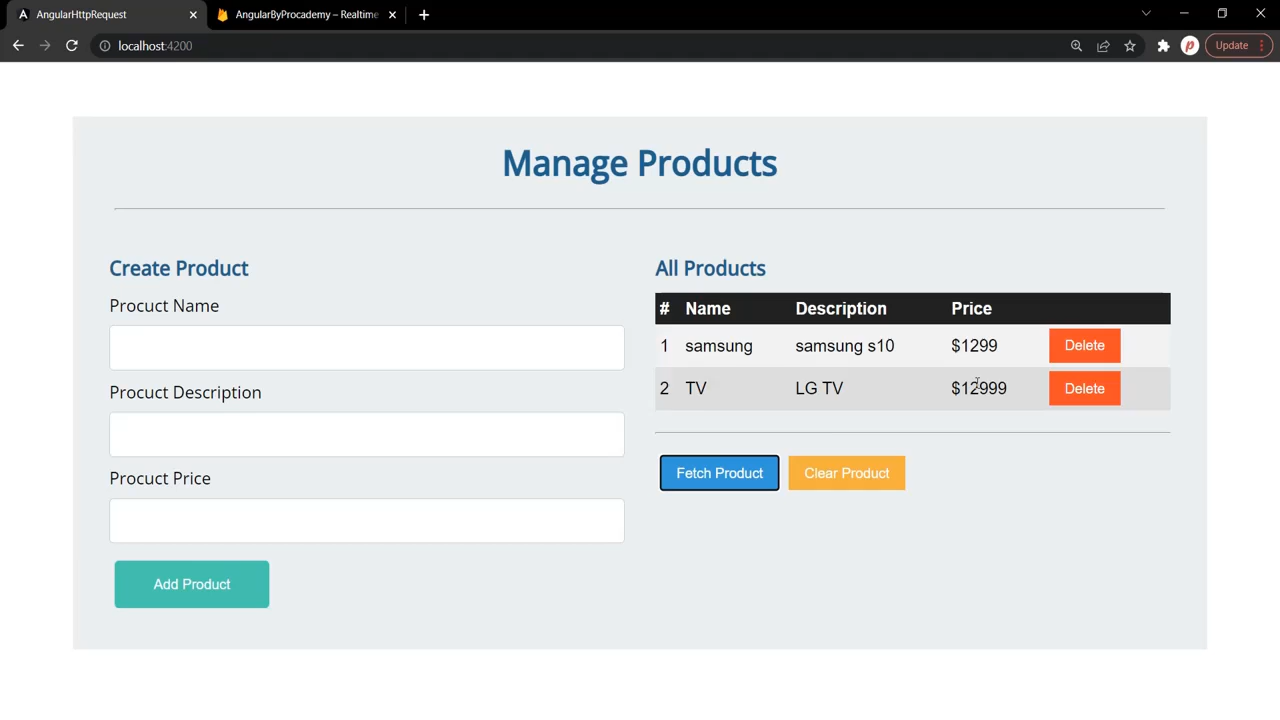 AngularHttpRequest
AngularByProcademy – Realtime
localhost:4200
Update
Manage Products
Create Product
Procuct Name
Product Description
Procuct Price
Add Product
All Products
# Name Description Price
1 samsung samsung s10 $1299 Delete
2 TV LG TV $12999 Delete
Fetch Product Clear Product